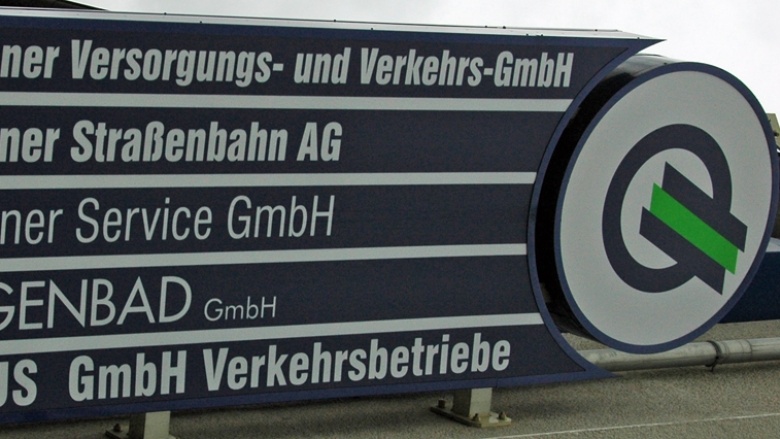 ner Versorgungs- und Verkehrs-GmbH
ner Straßenbahn AG
ner Service GmbH
GENBAD GmbH
US GmbH Verkehrsbetriebe